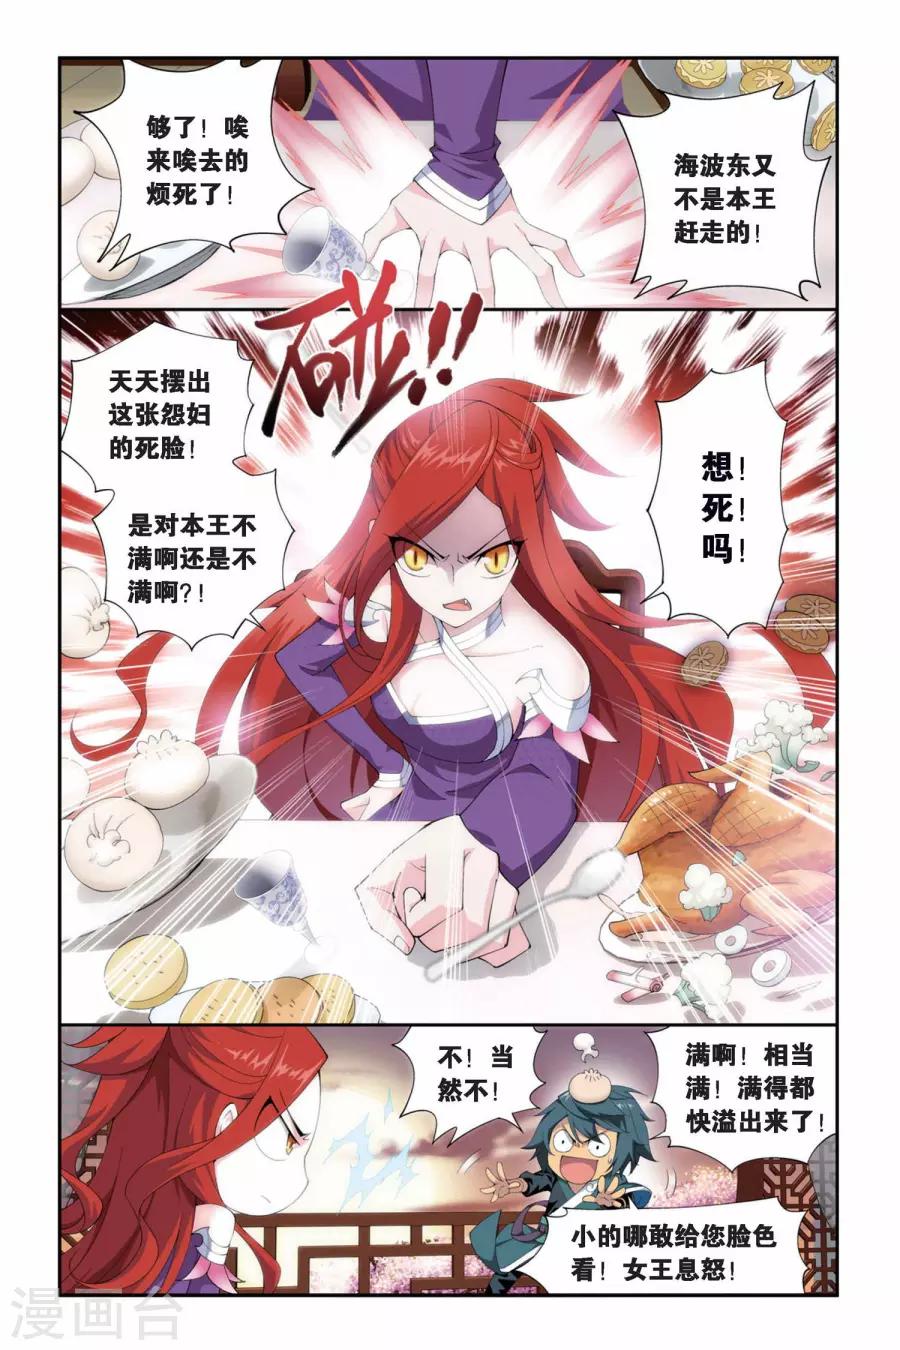 够了！唉
来唉去的
烦死了！
海波东又
不是本王
赶走的！
碰!!
天天摆出
这张怨妇
的死脸！
是对本王不
满啊还是不
满啊?！
想！
死！
吗！
不！当
然不！
满啊！相当
满！满得都
快溢出来了！
小的哪敢给您脸色
看！女王息怒！
漫画台